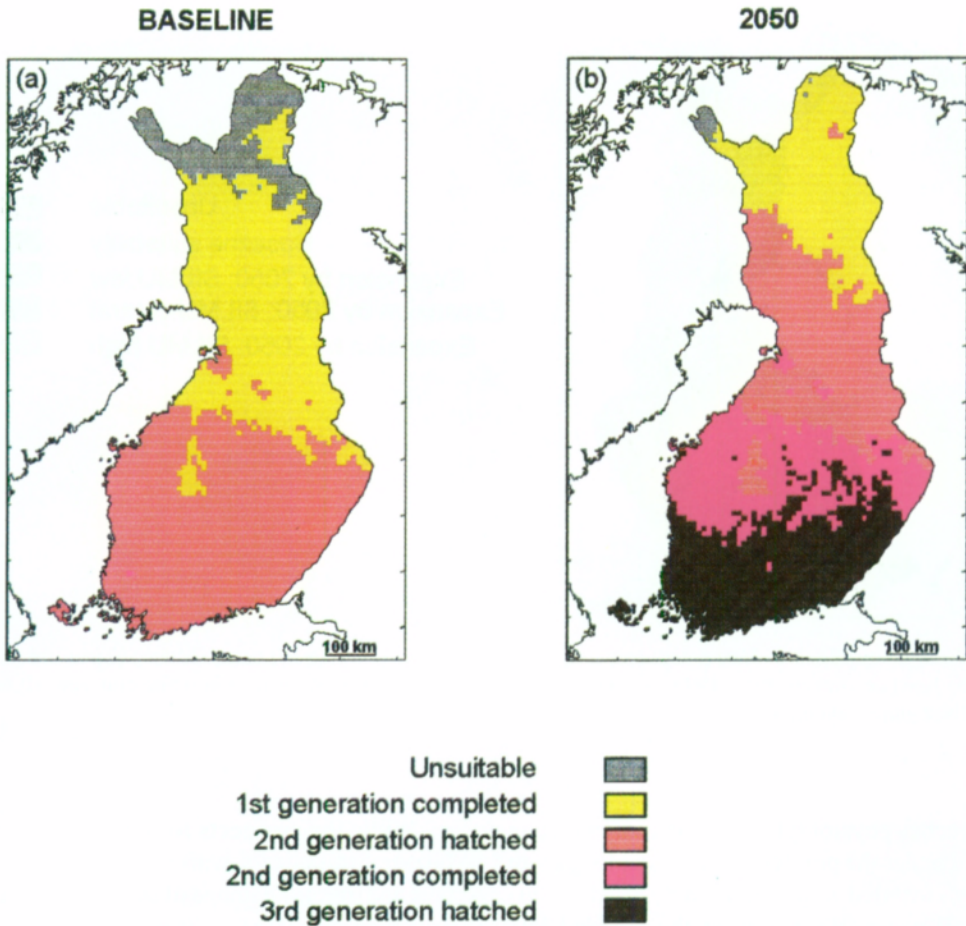 BASELINE
2050
(a)
(b)
100 km
100 km
Unsuitable
1st generation completed
2nd generation hatched
2nd generation completed
3rd generation hatched